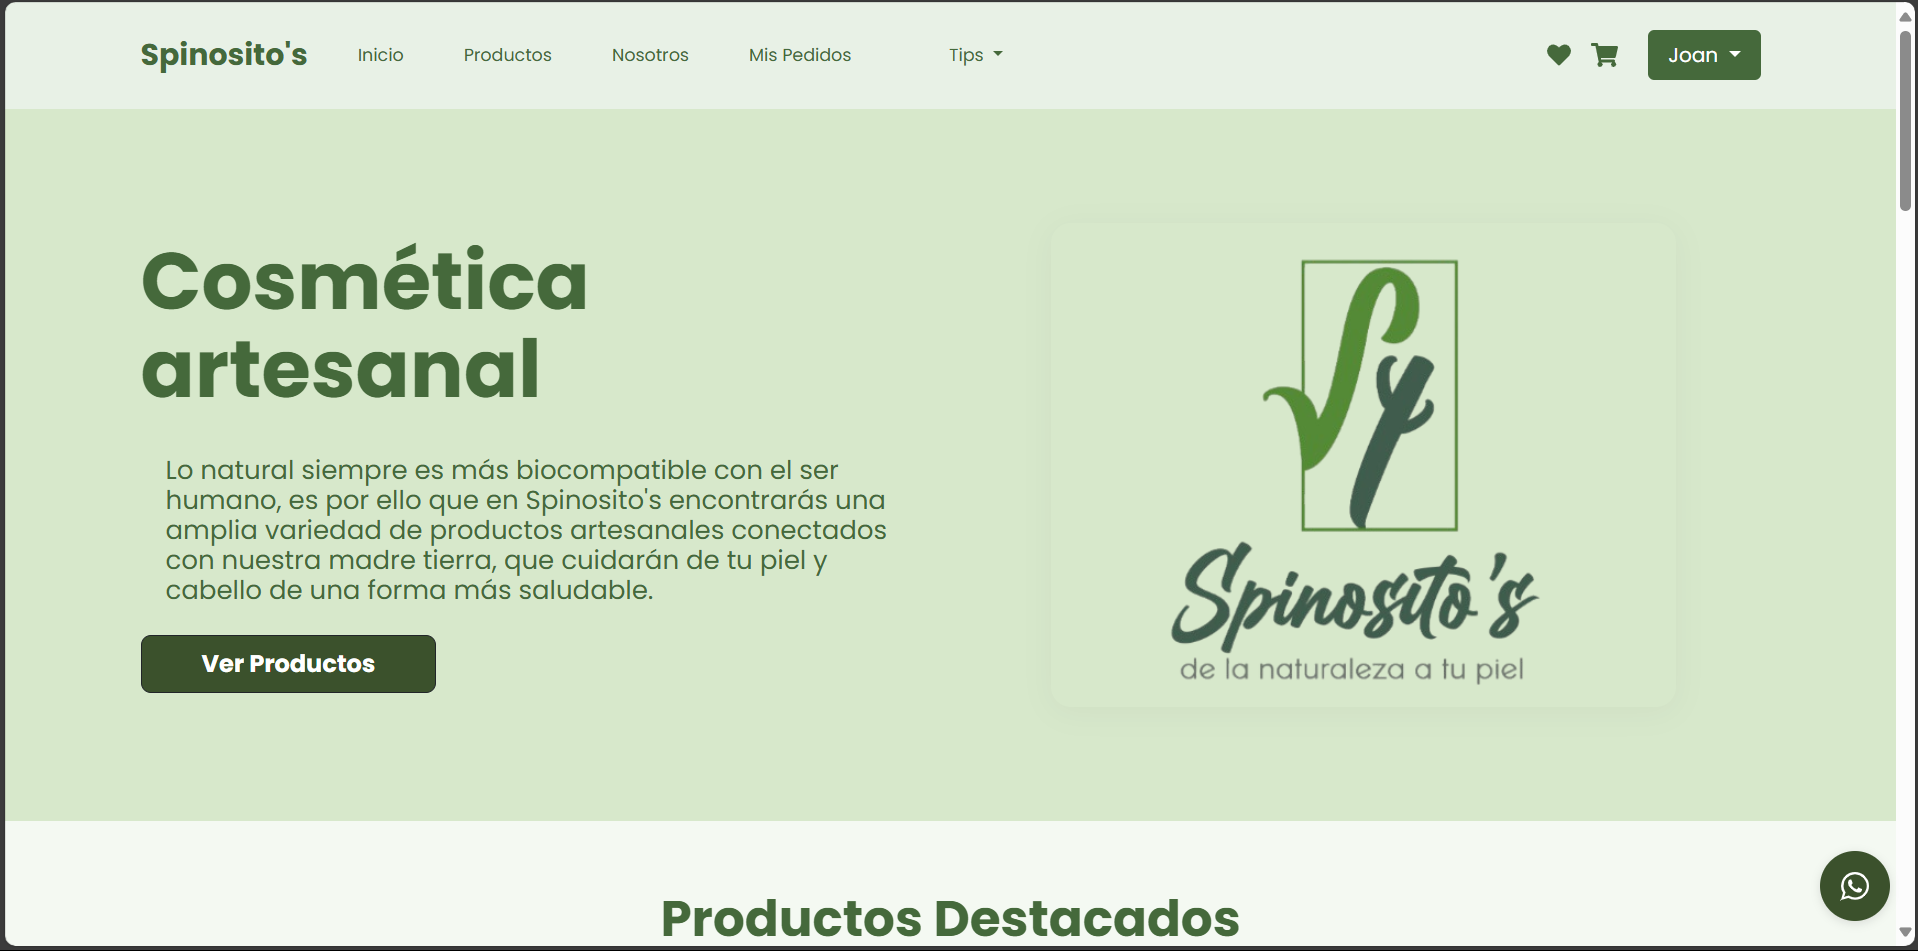 Spinosito's Inicio Productos Nosotros Mis Pedidos Tips Joan
Cosmética
artesanal
Lo natural siempre es más biocompatible con el ser
humano, es por ello que en Spinosito's encontrarás una
amplia variedad de productos artesanales conectados
con nuestra madre tierra, que cuidarán de tu piel y
cabello de una forma más saludable.
Ver Productos
Sy
Spinosito's
de la naturaleza a tu piel
Productos Destacados